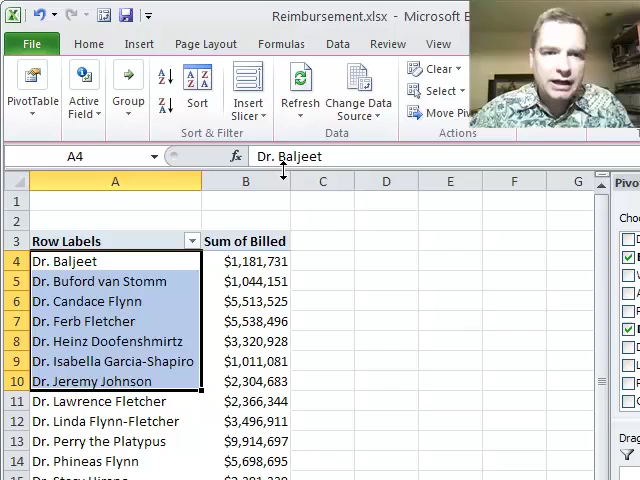 Reimbursement.xlsx - Microsoft E
File Home Insert Page Layout Formulas Data Review View
PivotTable Active Field Group Sort Insert Slicer Refresh Change Data Source Clear Select Move Piv
Sort & Filter Data Actions
A4 fx Dr. Baljeet
A B C D E F G Pivo
1
2
3 Row Labels Sum of Billed
4 Dr. Baljeet $1,181,731
5 Dr. Buford van Stomm $1,044,151
6 Dr. Candace Flynn $5,513,525
7 Dr. Ferb Fletcher $5,538,496
8 Dr. Heinz Doofenshmirtz $3,320,928
9 Dr. Isabella Garcia-Shapiro $1,011,081
10 Dr. Jeremy Johnson $2,304,683
11 Dr. Lawrence Fletcher $2,366,344
12 Dr. Linda Flynn-Fletcher $3,496,911
13 Dr. Perry the Platypus $9,914,697
14 Dr. Phineas Flynn $5,698,695
Choo
Drag